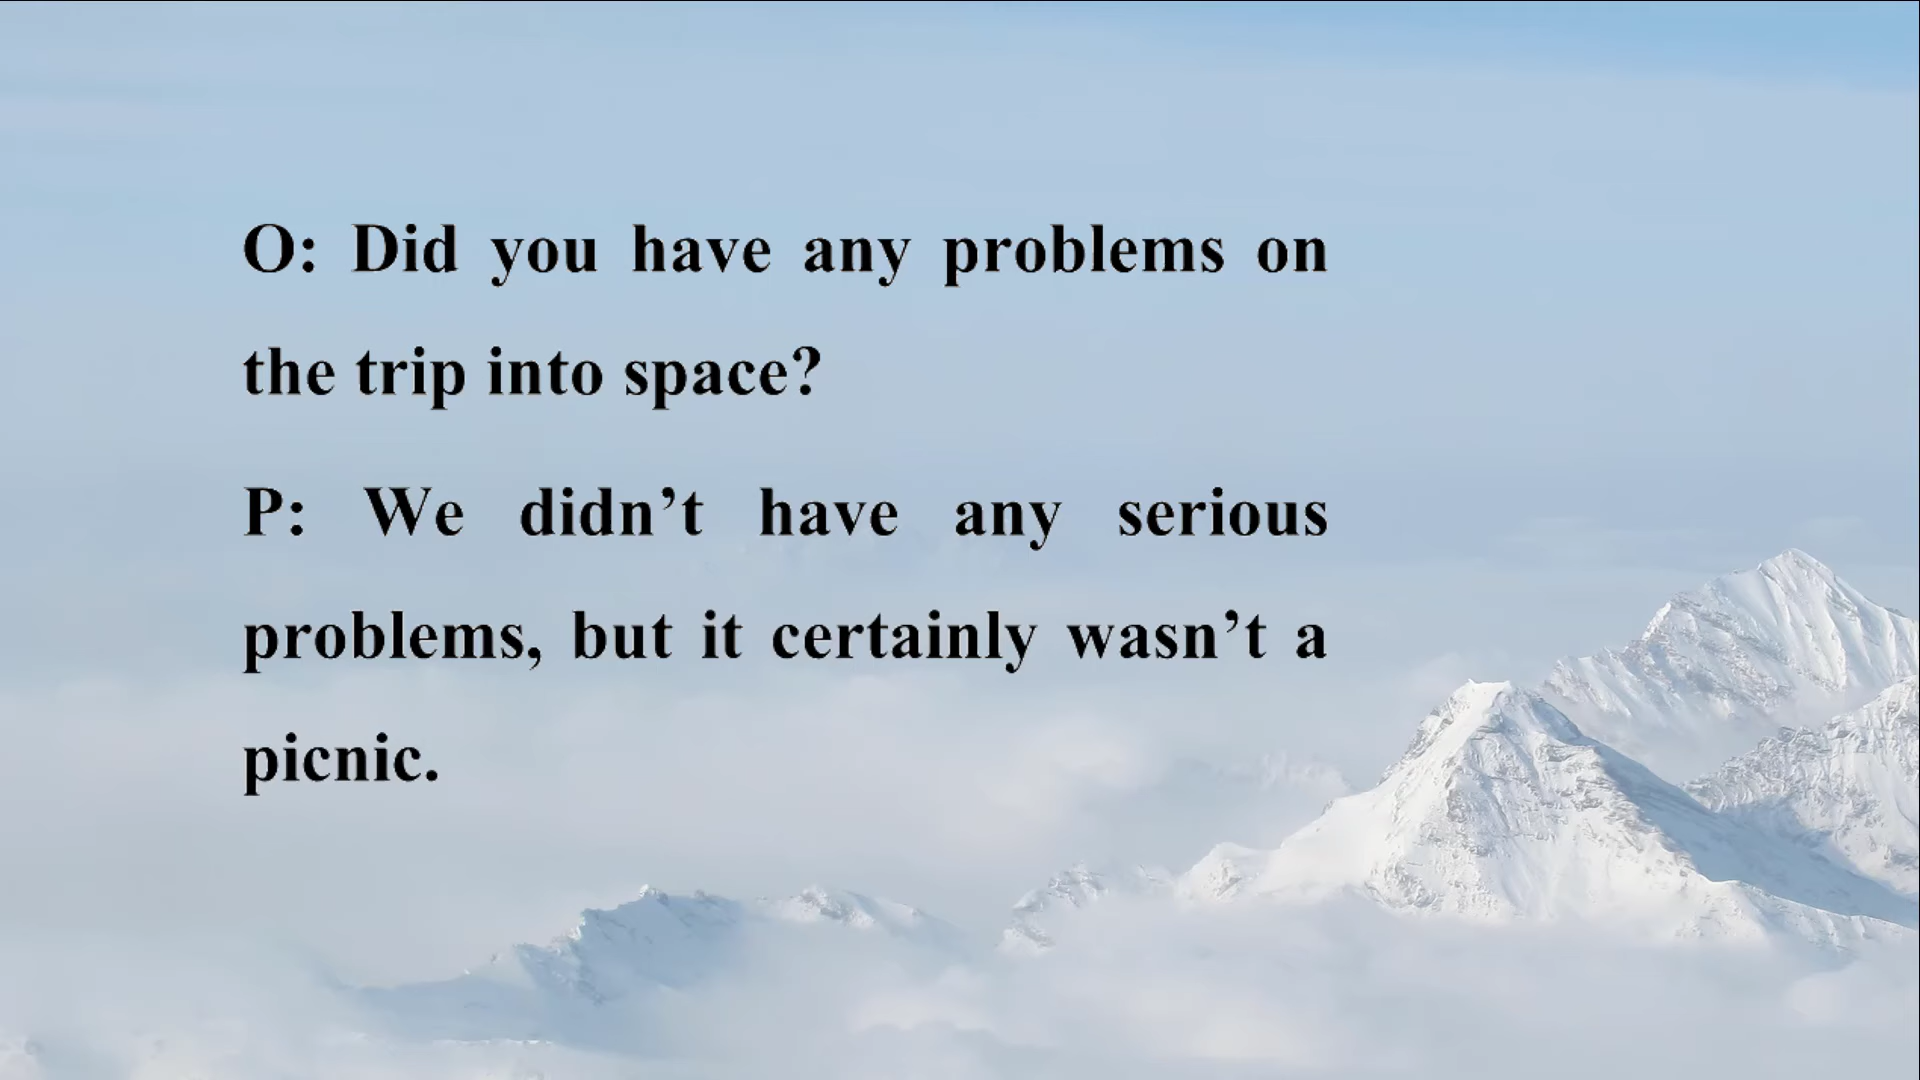 O: Did you have any problems on
the trip into space?
P: We didn’t have any serious
problems, but it certainly wasn’t a
picnic.